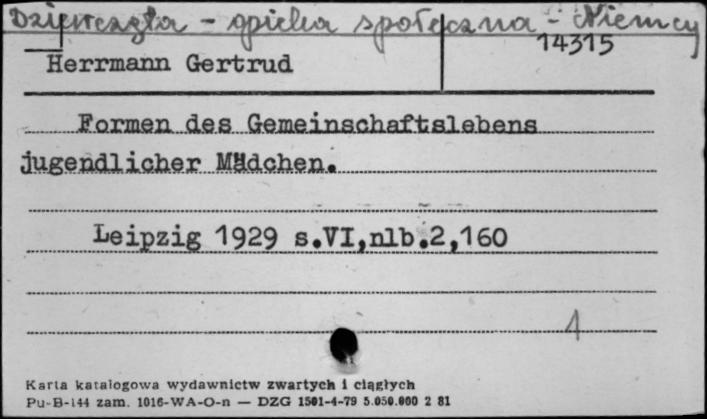 Dziewczęta - opieka społeczna - Niemcy
14315
Herrmann Gertrud
Formen des Gemeinschaftslebens
jugendlicher Mädchen.
Leipzig 1929 s.VI,nlb.2,160
1
Karta katalogowa wydawnictw zwartych i ciągłych
Pu-B-144 zam. 1016-WA-O-n — DZG 1501-4-79 5.050.000 2 81